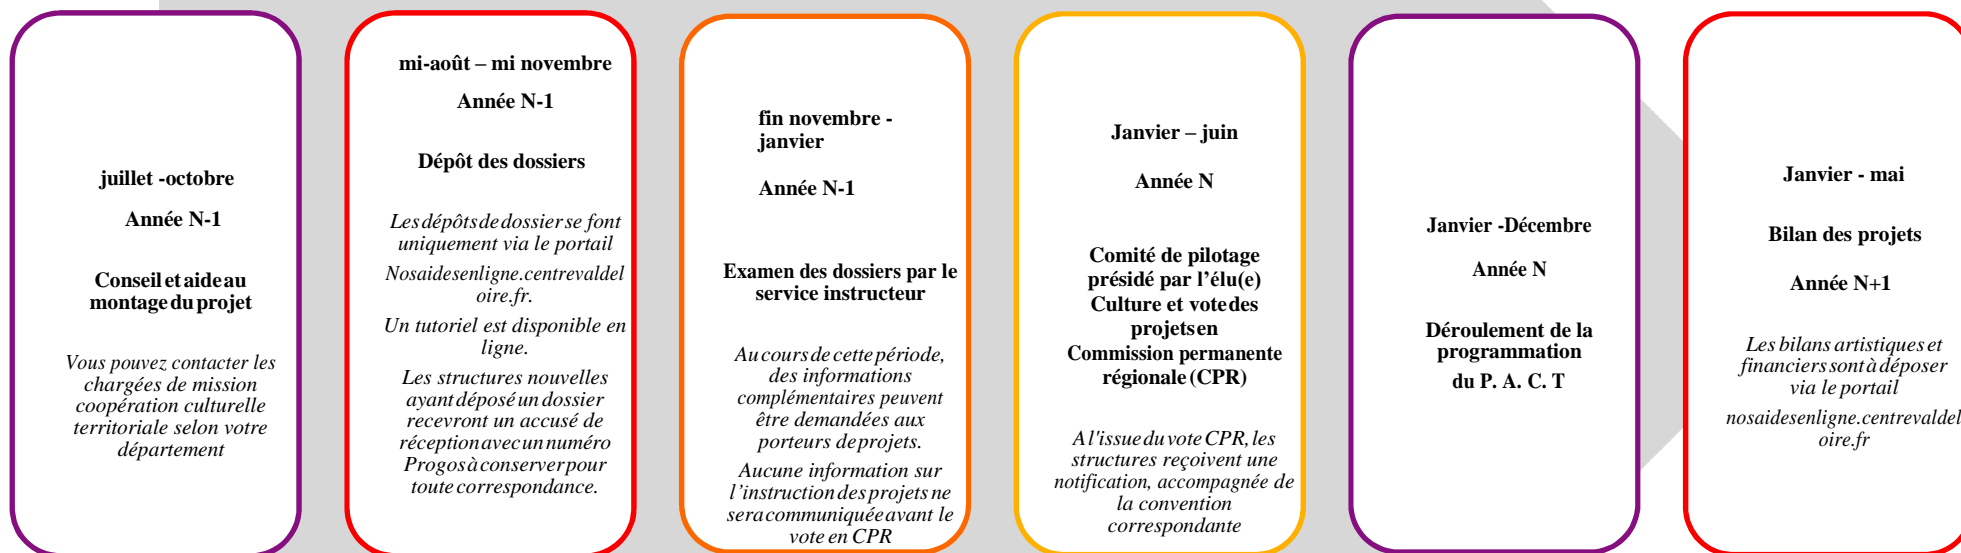 juillet -octobre
Année N-1
Conseil et aide au
montage du projet
Vous pouvez contacter les
chargées de mission
coopération culturelle
territoriale selon votre
département
mi-août – mi novembre
Année N-1
Dépôt des dossiers
Les dépôts de dossier se font
uniquement via le portail
Nosaidesenligne.centrevaldel
oire.fr.
Un tutoriel est disponible en
ligne.
Les structures nouvelles
ayant déposé un dossier
recevront un accusé de
réception avec un numéro
Progos à conserver pour
toute correspondance.
fin novembre -
janvier
Année N-1
Examen des dossiers par le
service instructeur
Au cours de cette période,
des informations
complémentaires peuvent
être demandées aux
porteurs de projets.
Aucune information sur
l’instruction des projets ne
sera communiquée avant le
vote en CPR
Janvier – juin
Année N
Comité de pilotage
présidé par l’élu(e)
Culture et vote des
projets en
Commission permanente
régionale (CPR)
A l'issue du vote CPR, les
structures reçoivent une
notification, accompagnée de
la convention
correspondante
Janvier -Décembre
Année N
Déroulement de la
programmation
du P. A. C. T
Janvier - mai
Bilan des projets
Année N+1
Les bilans artistiques et
financiers sont à déposer
via le portail
nosaidesenligne.centrevaldel
oire.fr